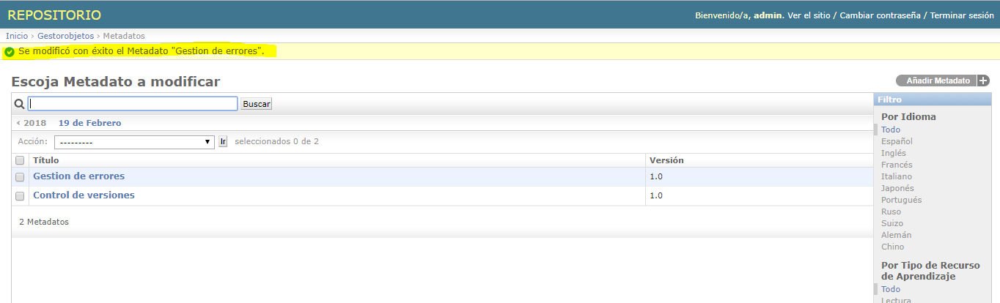 REPOSITORIO
Bienvenido/a, admin. Ver el sitio / Cambiar contraseña / Terminar sesión
Inicio › Gestorobjetos › Metadatos
Se modificó con éxito el Metadato "Gestion de errores".
Escoja Metadato a modificar
Añadir Metadato +
Buscar
‹ 2018 19 de Febrero
Acción: --------- Ir seleccionados 0 de 2
Título Versión
Gestion de errores 1.0
Control de versiones 1.0
2 Metadatos
Filtro
Por Idioma
Todo
Español
Inglés
Francés
Italiano
Japonés
Portugués
Ruso
Suizo
Alemán
Chino
Por Tipo de Recurso
de Aprendizaje
Todo
Lectura